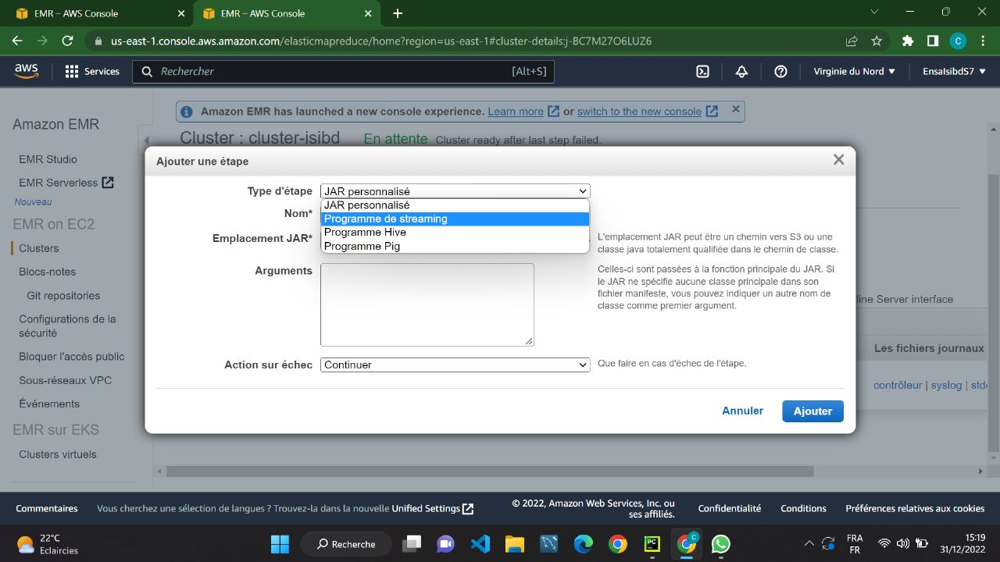 EMR – AWS Console
EMR – AWS Console
us-east-1.console.aws.amazon.com/elasticmapreduce/home?region=us-east-1#cluster-details:j-BC7M27O6LUZ6
C
aws
Services
Rechercher
[Alt+S]
Virginie du Nord
EnsaIsibdS7
Amazon EMR has launched a new console experience. Learn more or switch to the new console
Amazon EMR
EMR Studio
EMR Serverless
Nouveau
EMR on EC2
Clusters
Blocs-notes
Git repositories
Configurations de la
sécurité
Bloquer l'accès public
Sous-réseaux VPC
Événements
EMR sur EKS
Clusters virtuels
Cluster : cluster-isibd
En attente
Cluster ready after last step failed.
Ajouter une étape
Type d'étape
JAR personnalisé
JAR personnalisé
Programme de streaming
Programme Hive
Programme Pig
Nom*
Emplacement JAR*
L'emplacement JAR peut être un chemin vers S3 ou une
classe java totalement qualifiée dans le chemin de classe.
Arguments
Celles-ci sont passées à la fonction principale du JAR. Si
le JAR ne spécifie aucune classe principale dans son
fichier manifeste, vous pouvez indiquer un autre nom de
classe comme premier argument.
Action sur échec
Continuer
Que faire en cas d'échec de l'étape.
Annuler
Ajouter
line Server interface
Les fichiers journaux
contrôleur | syslog |
Commentaires
Vous cherchez une sélection de langues ? Trouvez-la dans la nouvelle Unified Settings
© 2022, Amazon Web Services, Inc. ou
ses affiliés.
Confidentialité
Conditions
Préférences relatives aux cookies
22°C
Eclaircies
Recherche
PC
C
FRA
FR
15:19
31/12/2022